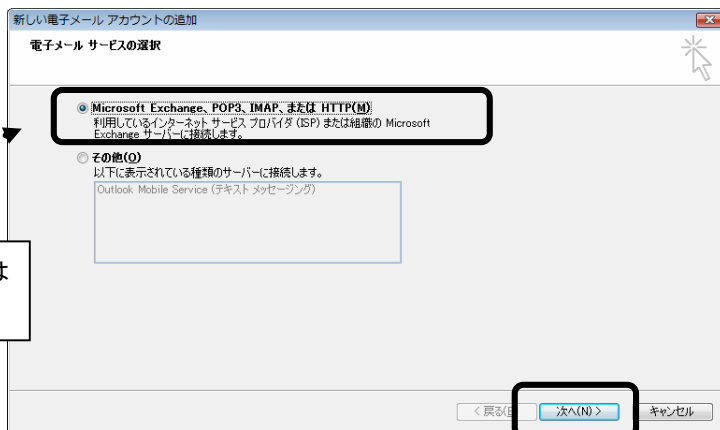 新しい電子メール アカウントの追加
電子メール サービスの選択
Microsoft Exchange、POP3、IMAP、または HTTP(M)
利用しているインターネット サービス プロバイダ (ISP) または組織の Microsoft
Exchange サーバーに接続します。
その他(O)
以下に表示されている種類のサーバーに接続します。
Outlook Mobile Service (テキスト メッセージング)
は
< 戻る(
次へ(N) >
キャンセル